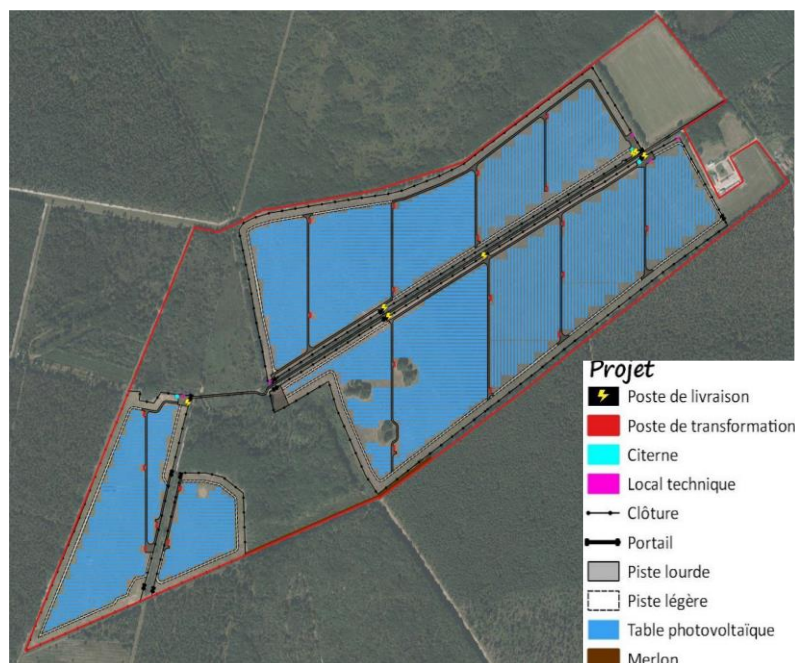 Projet
Poste de livraison
Poste de transformation
Citerne
Local technique
Clôture
Portail
Piste lourde
Piste légère
Table photovoltaïque
Merlon